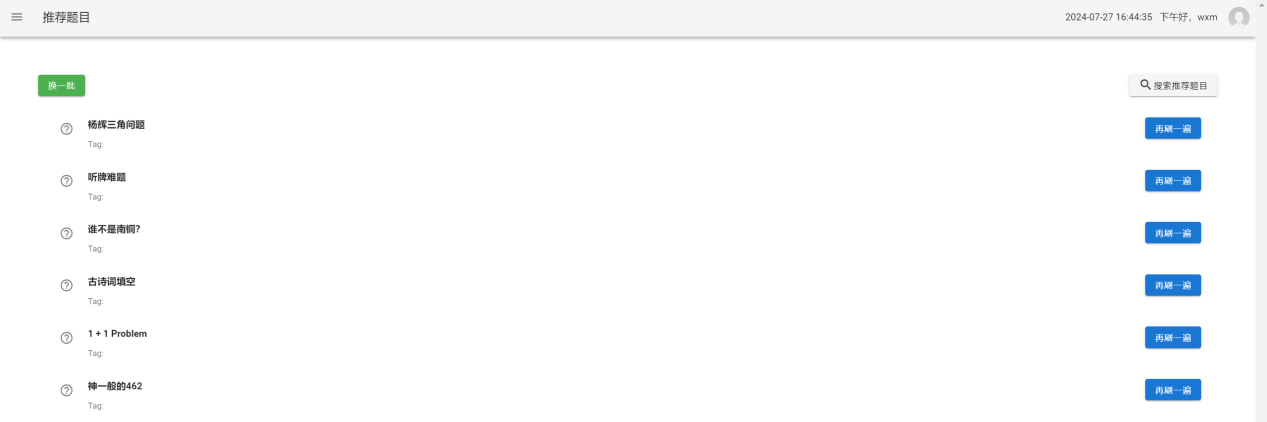 推荐题目
2024-07-27 16:44:35 下午好，wxm
换一批
搜索推荐题目
杨辉三角问题
Tag:
再刷一遍
听牌难题
Tag:
再刷一遍
谁不是南铜？
Tag:
再刷一遍
古诗词填空
Tag:
再刷一遍
1 + 1 Problem
Tag:
再刷一遍
神一般的462
Tag:
再刷一遍